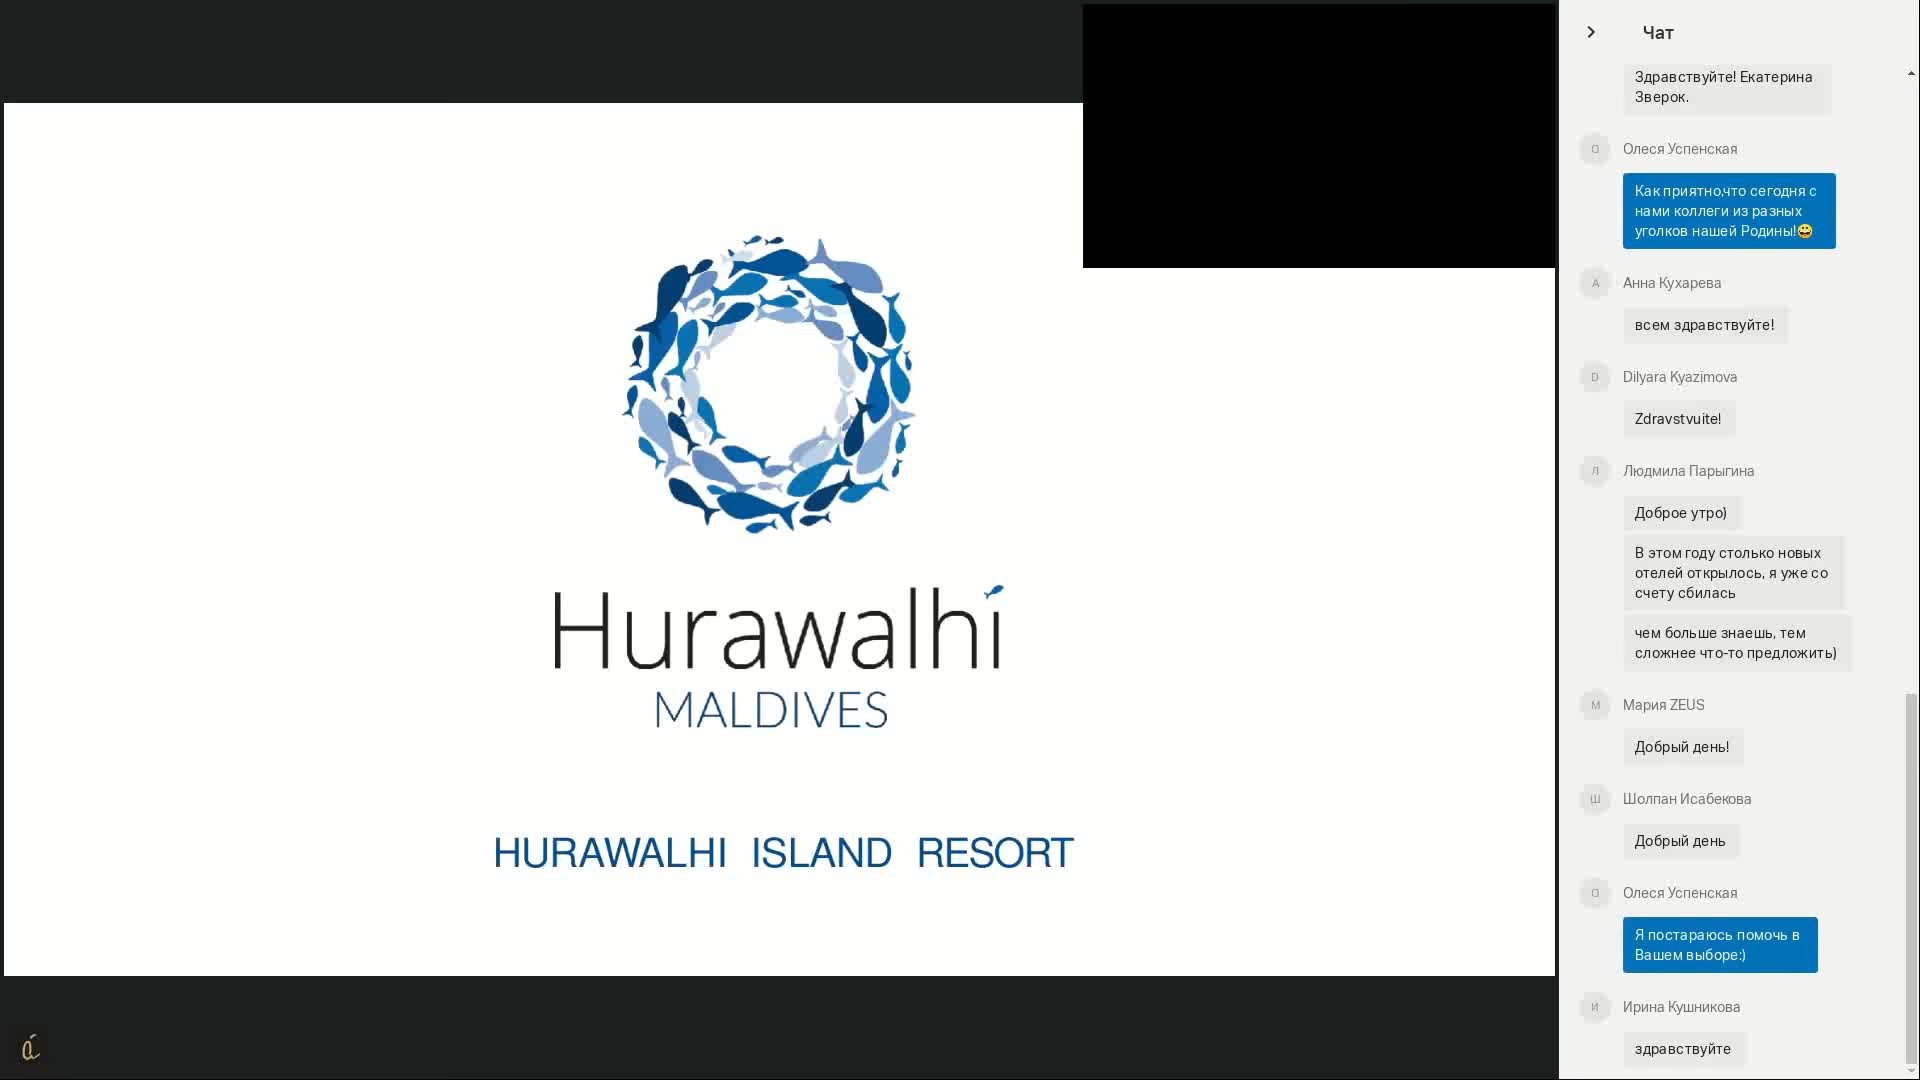 Hurawalhi
MALDIVES
HURAWALHI ISLAND RESORT
á
Чат
Здравствуйте! Екатерина
Зверок.
О
Олеся Успенская
Как приятно,что сегодня с
нами коллеги из разных
уголков нашей Родины!😀
А
Анна Кухарева
всем здравствуйте!
D
Dilyara Kyazimova
Zdravstvuite!
Л
Людмила Парыгина
Доброе утро)
В этом году столько новых
отелей открылось, я уже со
счету сбилась
чем больше знаешь, тем
сложнее что-то предложить)
М
Мария ZEUS
Добрый день!
Ш
Шолпан Исабекова
Добрый день
О
Олеся Успенская
Я постараюсь помочь в
Вашем выборе:)
И
Ирина Кушникова
здравствуйте